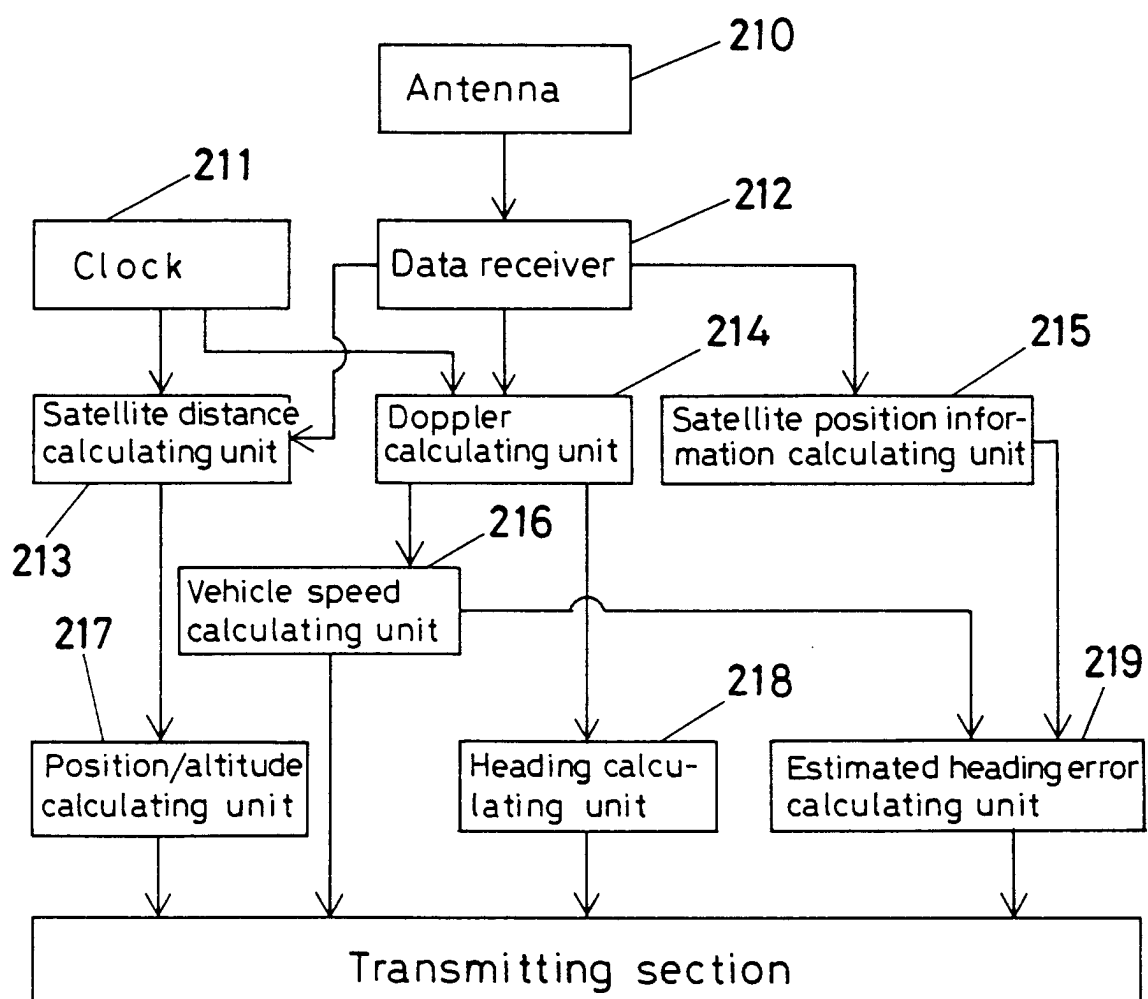 210
Antenna
211
212
Clock
Data receiver
214
215
Satellite distance
calculating unit
Doppler
calculating unit
Satellite position infor-
mation calculating unit
213
216
Vehicle speed
calculating unit
217
218
219
Position/altitude
calculating unit
Heading calcu-
lating unit
Estimated heading error
calculating unit
Transmitting section